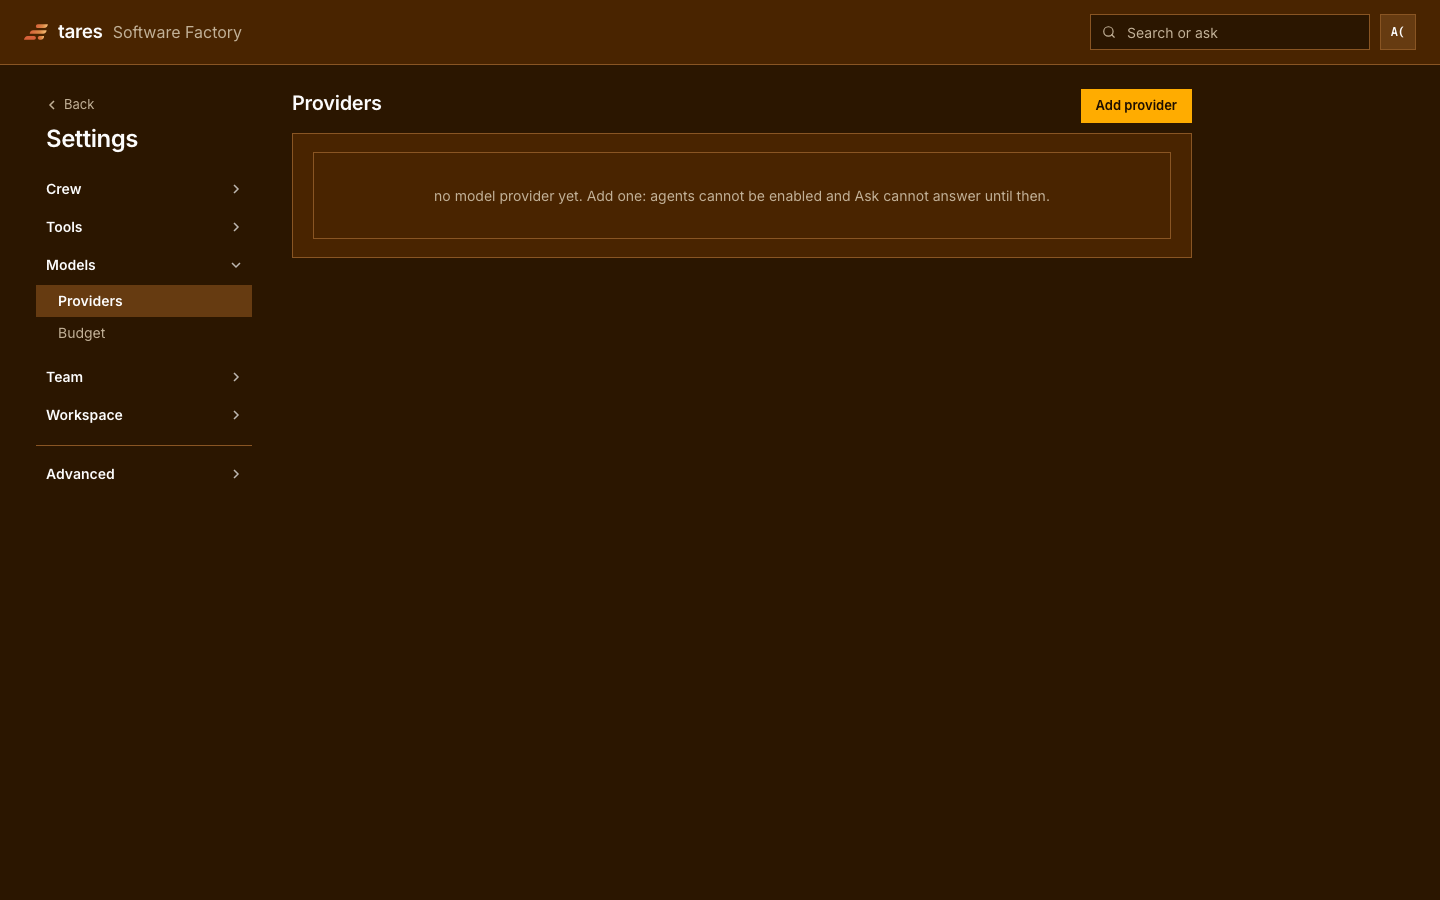 tares Software Factory
Search or ask
A(
Back
Settings
Crew
Tools
Models
Providers
Budget
Team
Workspace
Advanced
Providers
Add provider
no model provider yet. Add one: agents cannot be enabled and Ask cannot answer until then.